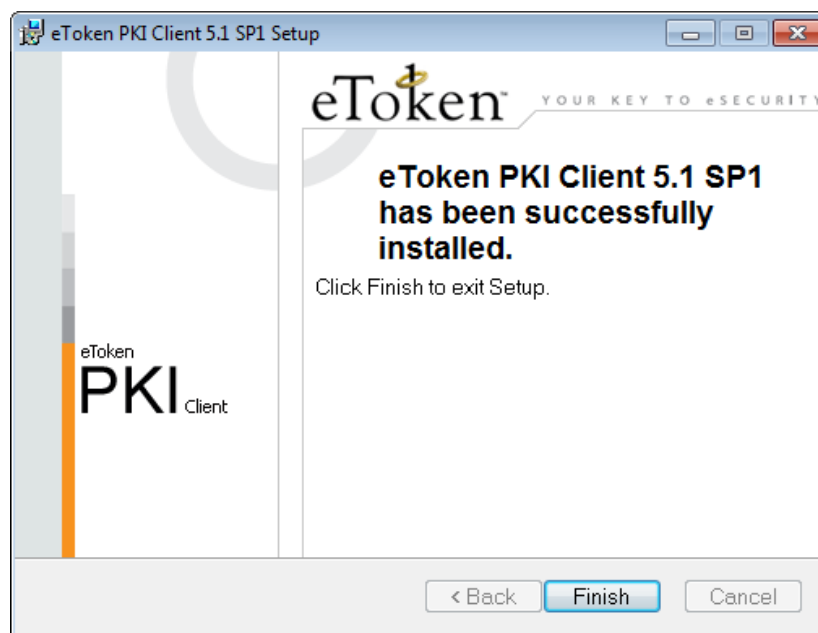 eToken PKI Client 5.1 SP1 Setup
eToken™
YOUR KEY TO eSECURITY
eToken PKI Client 5.1 SP1
has been successfully
installed.
Click Finish to exit Setup.
eToken
PKI Client
< Back
Finish
Cancel